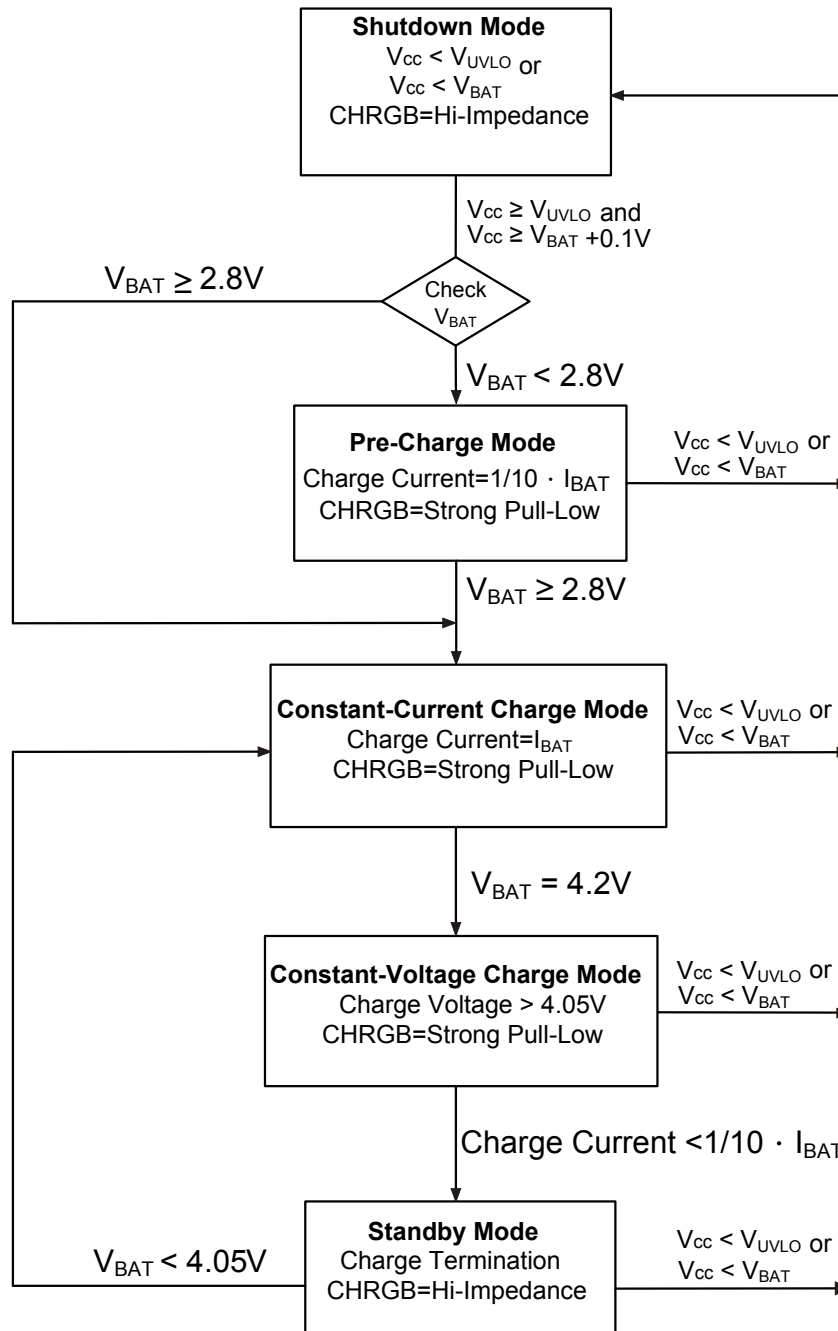 Shutdown Mode
Vcc < VUVLO or
Vcc < VBAT
CHRGB=Hi-Impedance
Vcc ≥ VUVLO and
Vcc ≥ VBAT +0.1V
VBAT ≥ 2.8V
Check
VBAT
VBAT < 2.8V
Pre-Charge Mode
Charge Current=1/10 · IBAT
CHRGB=Strong Pull-Low
Vcc < VUVLO or
Vcc < VBAT
VBAT ≥ 2.8V
Constant-Current Charge Mode
Charge Current=IBAT
CHRGB=Strong Pull-Low
Vcc < VUVLO or
Vcc < VBAT
VBAT = 4.2V
Constant-Voltage Charge Mode
Charge Voltage > 4.05V
CHRGB=Strong Pull-Low
Vcc < VUVLO or
Vcc < VBAT
Charge Current <1/10 · IBAT
Standby Mode
Charge Termination
CHRGB=Hi-Impedance
VBAT < 4.05V
Vcc < VUVLO or
Vcc < VBAT